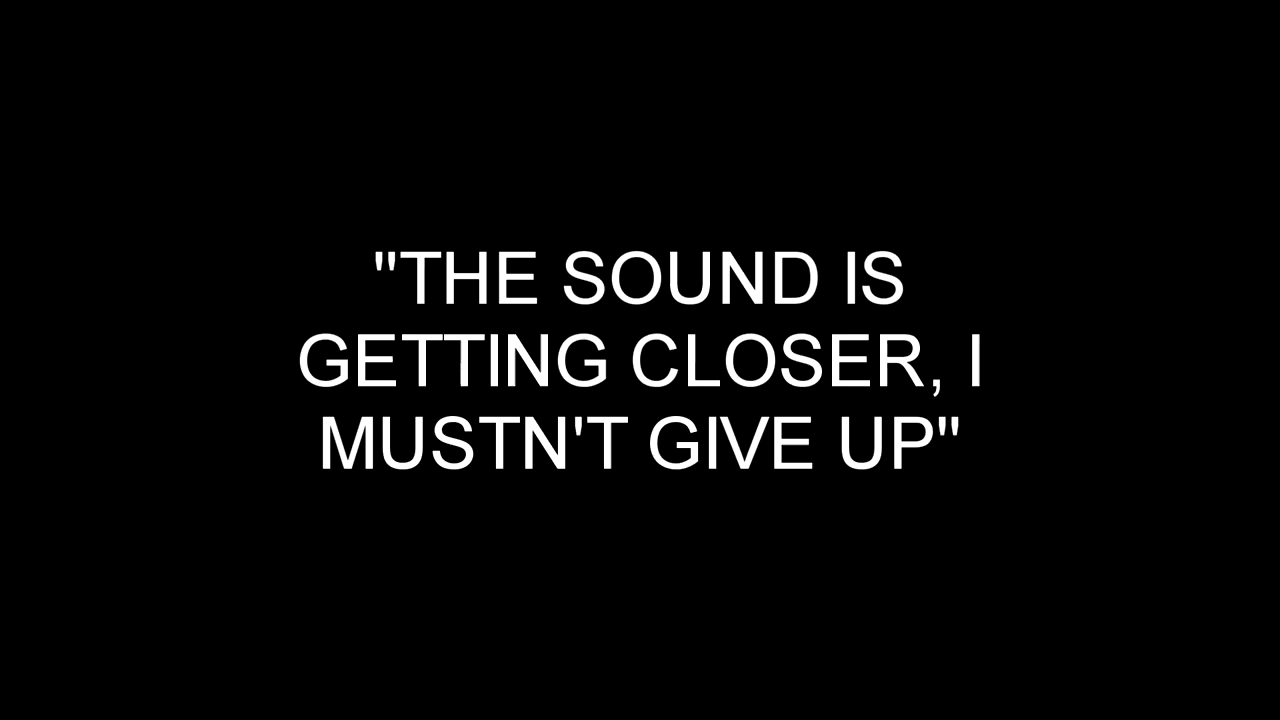 "THE SOUND IS
GETTING CLOSER, I
MUSTN'T GIVE UP"